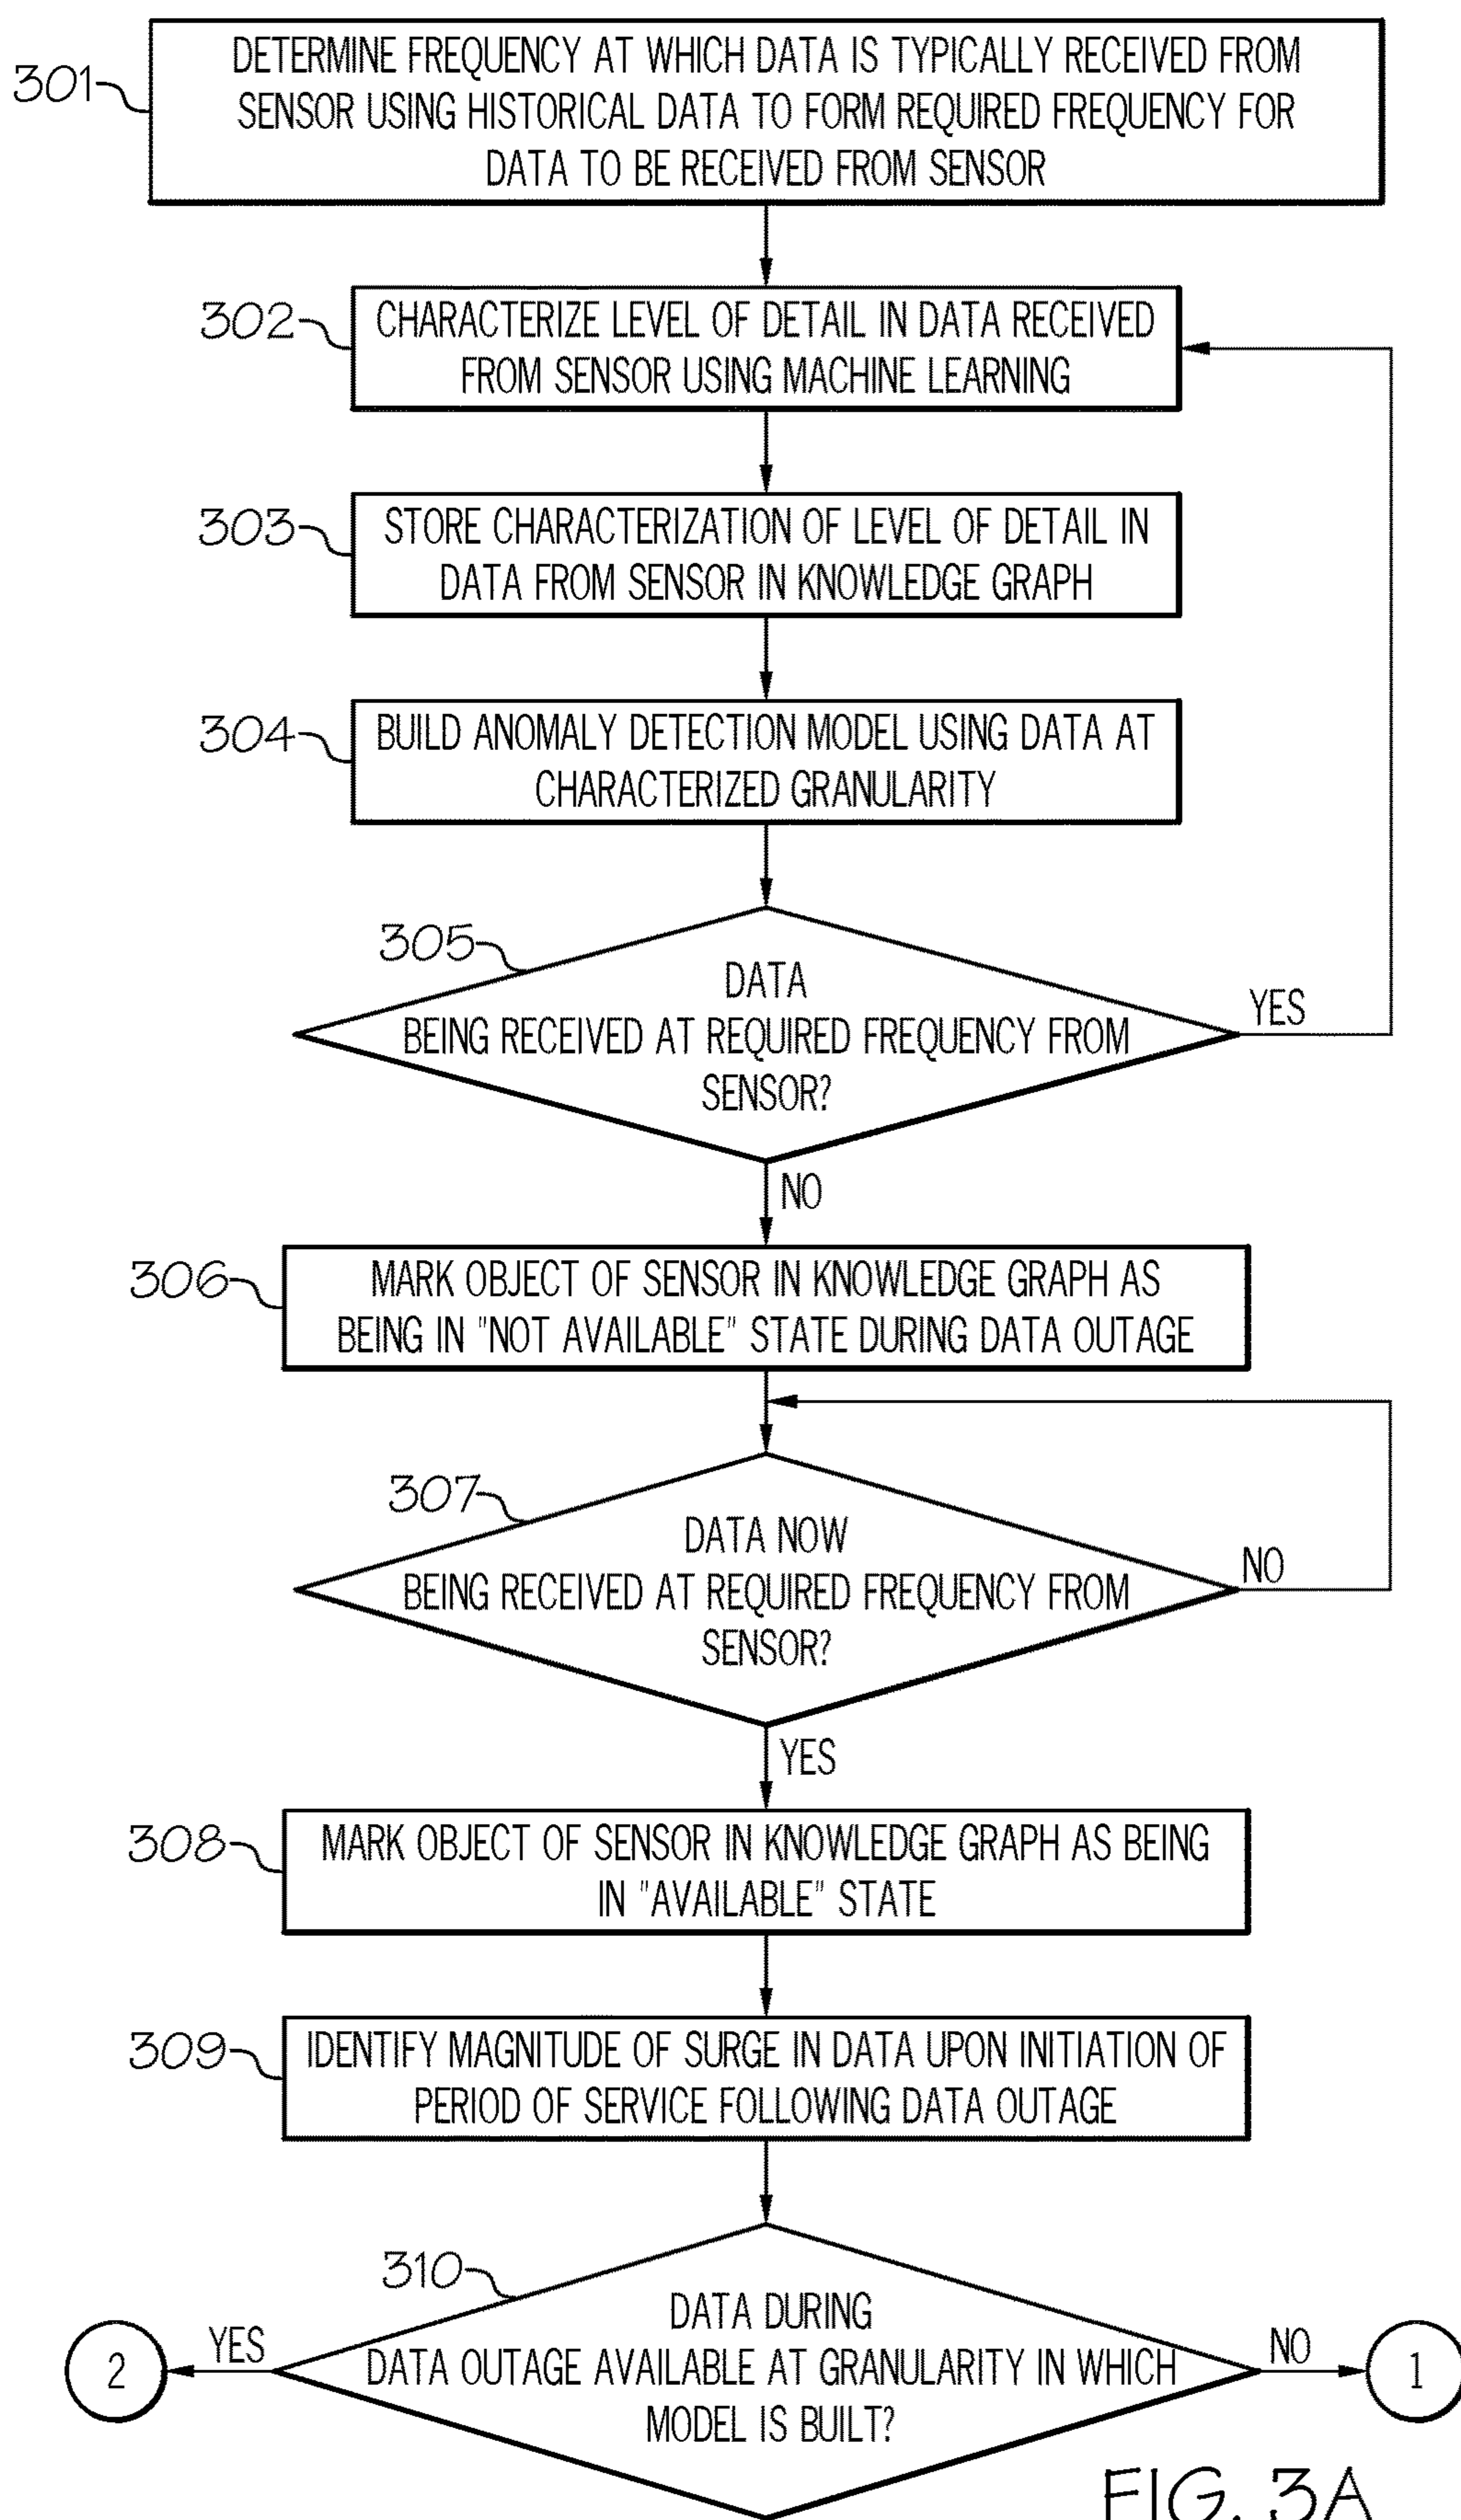 301
DETERMINE FREQUENCY AT WHICH DATA IS TYPICALLY RECEIVED FROM
SENSOR USING HISTORICAL DATA TO FORM REQUIRED FREQUENCY FOR
DATA TO BE RECEIVED FROM SENSOR
302
CHARACTERIZE LEVEL OF DETAIL IN DATA RECEIVED
FROM SENSOR USING MACHINE LEARNING
303
STORE CHARACTERIZATION OF LEVEL OF DETAIL IN
DATA FROM SENSOR IN KNOWLEDGE GRAPH
304
BUILD ANOMALY DETECTION MODEL USING DATA AT
CHARACTERIZED GRANULARITY
305
DATA
BEING RECEIVED AT REQUIRED FREQUENCY FROM
SENSOR?
YES
NO
306
MARK OBJECT OF SENSOR IN KNOWLEDGE GRAPH AS
BEING IN "NOT AVAILABLE" STATE DURING DATA OUTAGE
307
DATA NOW
BEING RECEIVED AT REQUIRED FREQUENCY FROM
SENSOR?
NO
YES
308
MARK OBJECT OF SENSOR IN KNOWLEDGE GRAPH AS BEING
IN "AVAILABLE" STATE
309
IDENTIFY MAGNITUDE OF SURGE IN DATA UPON INITIATION OF
PERIOD OF SERVICE FOLLOWING DATA OUTAGE
310
DATA DURING
DATA OUTAGE AVAILABLE AT GRANULARITY IN WHICH
MODEL IS BUILT?
YES
2
NO
1
FIG. 3A